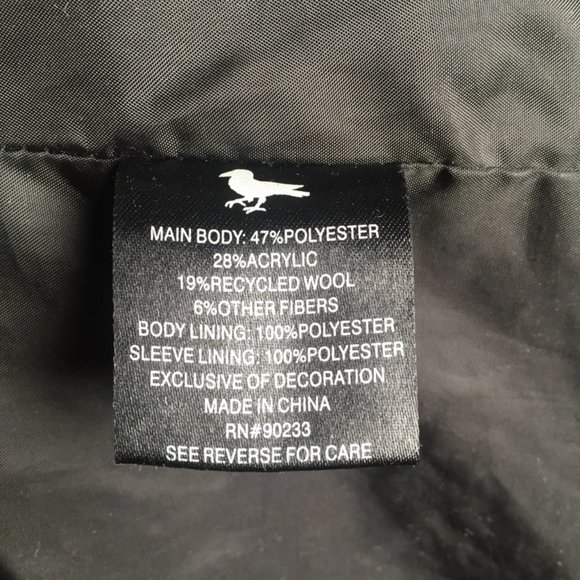 MAIN BODY: 47%POLYESTER
28%ACRYLIC
19%RECYCLED WOOL
6%OTHER FIBERS
BODY LINING: 100%POLYESTER
SLEEVE LINING: 100%POLYESTER
EXCLUSIVE OF DECORATION
MADE IN CHINA
RN#90233
SEE REVERSE FOR CARE